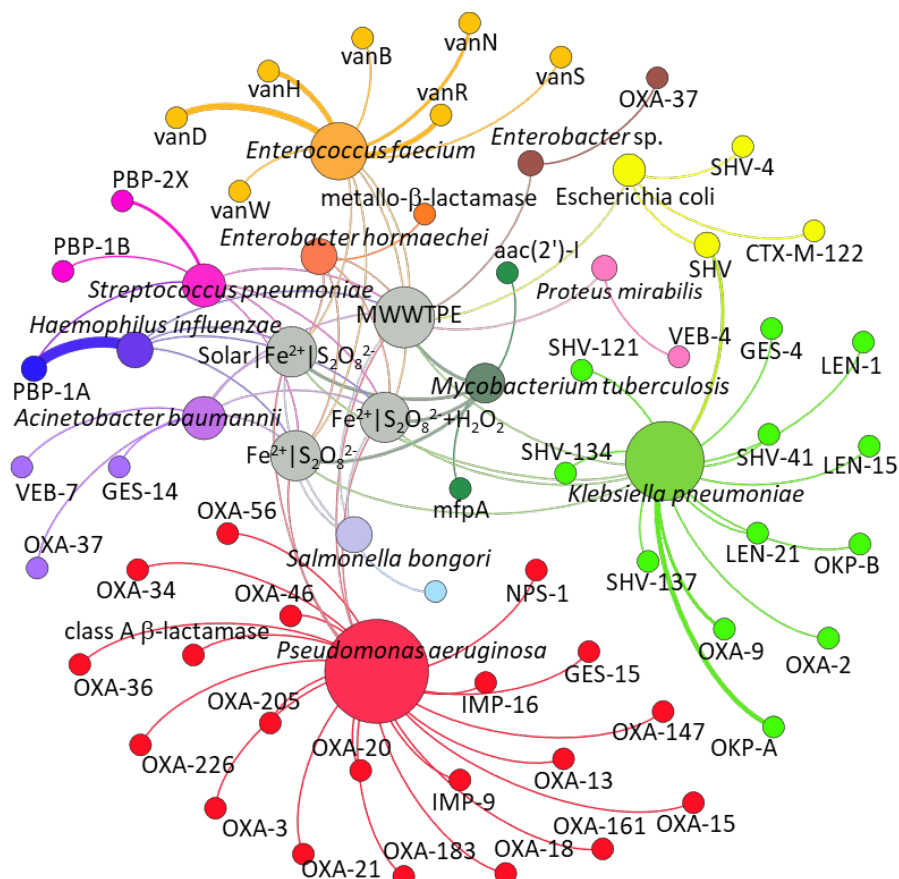 vanN
vanB
vanS
vanH
vanR
OXA-37
vanD
Enterobacter sp.
Enterococcus faecium
SHV-4
PBP-2X
Escherichia coli
vanW
metallo-β-lactamase
Enterobacter hormaechei
PBP-1B
aac(2')-I
CTX-M-122
SHV
Streptococcus pneumoniae
Proteus mirabilis
MWWTPE
Haemophilus influenzae
VEB-4
GES-4
SHV-121
Solar|Fe²⁺|S₂O₈²⁻
LEN-1
PBP-1A
Mycobacterium tuberculosis
Acinetobacter baumannii
Fe²⁺|S₂O₈²⁻+H₂O₂
Fe²⁺|S₂O₈²⁻
SHV-134
SHV-41
LEN-15
VEB-7
GES-14
Klebsiella pneumoniae
mfpA
OXA-56
OXA-37
Salmonella bongori
LEN-21
OKP-B
OXA-34
SHV-137
OXA-46
NPS-1
class A β-lactamase
Pseudomonas aeruginosa
OXA-9
OXA-2
GES-15
OXA-36
OXA-205
IMP-16
OXA-147
OKP-A
OXA-20
OXA-226
OXA-13
IMP-9
OXA-15
OXA-3
OXA-161
OXA-183
OXA-18
OXA-21